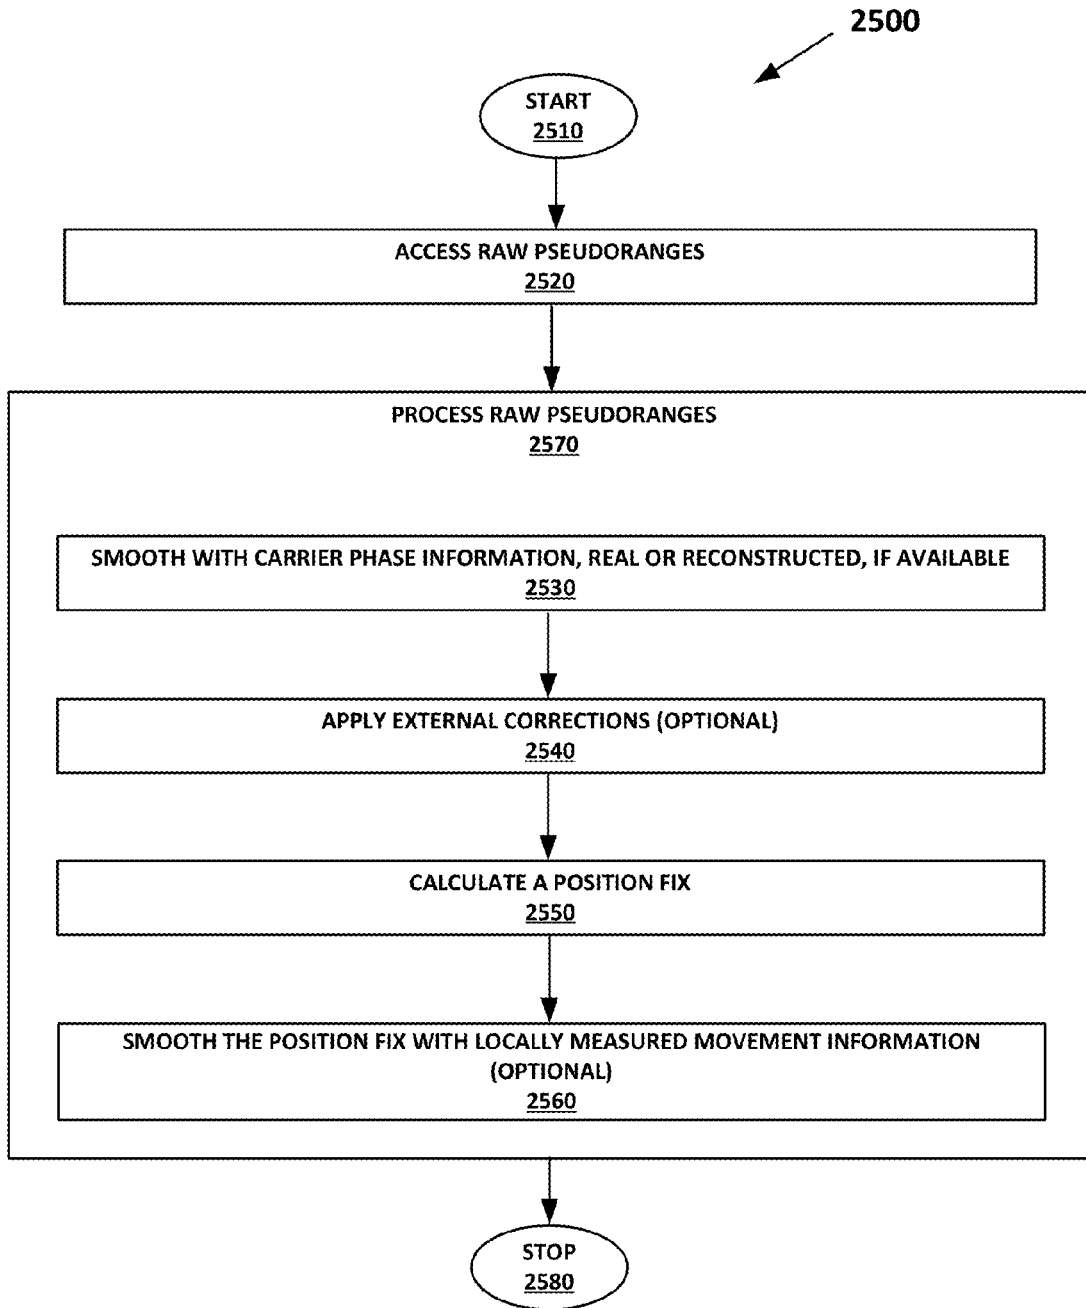 2500
START
2510
ACCESS RAW PSEUDORANGES
2520
PROCESS RAW PSEUDORANGES
2570
SMOOTH WITH CARRIER PHASE INFORMATION, REAL OR RECONSTRUCTED, IF AVAILABLE
2530
APPLY EXTERNAL CORRECTIONS (OPTIONAL)
2540
CALCULATE A POSITION FIX
2550
SMOOTH THE POSITION FIX WITH LOCALLY MEASURED MOVEMENT INFORMATION
(OPTIONAL)
2560
STOP
2580